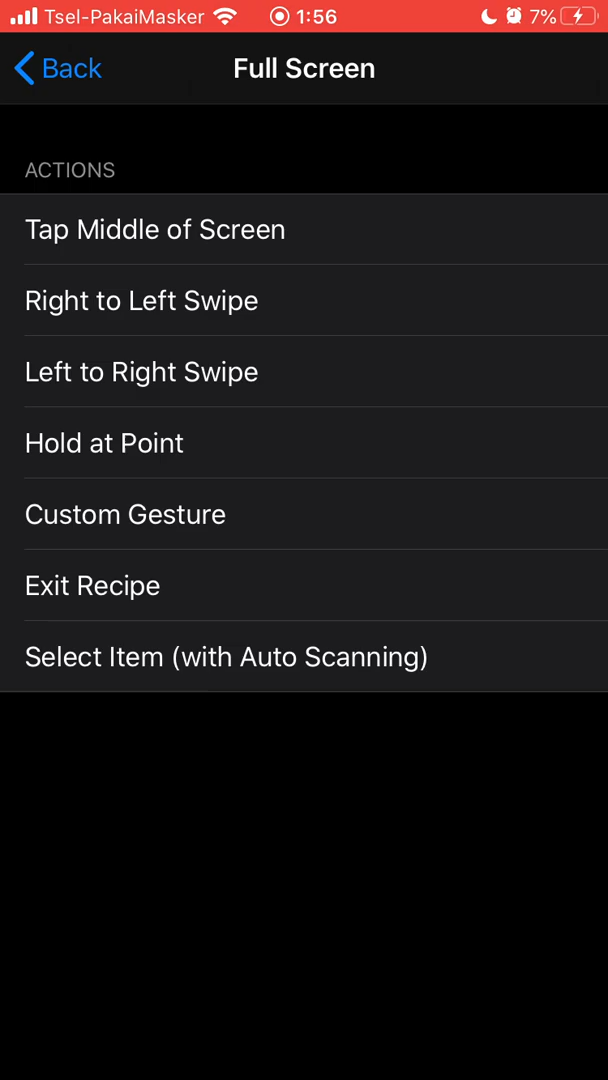 Tsel-PakaiMasker 1:56 7%
Back Full Screen
ACTIONS
Tap Middle of Screen
Right to Left Swipe
Left to Right Swipe
Hold at Point
Custom Gesture
Exit Recipe
Select Item (with Auto Scanning)